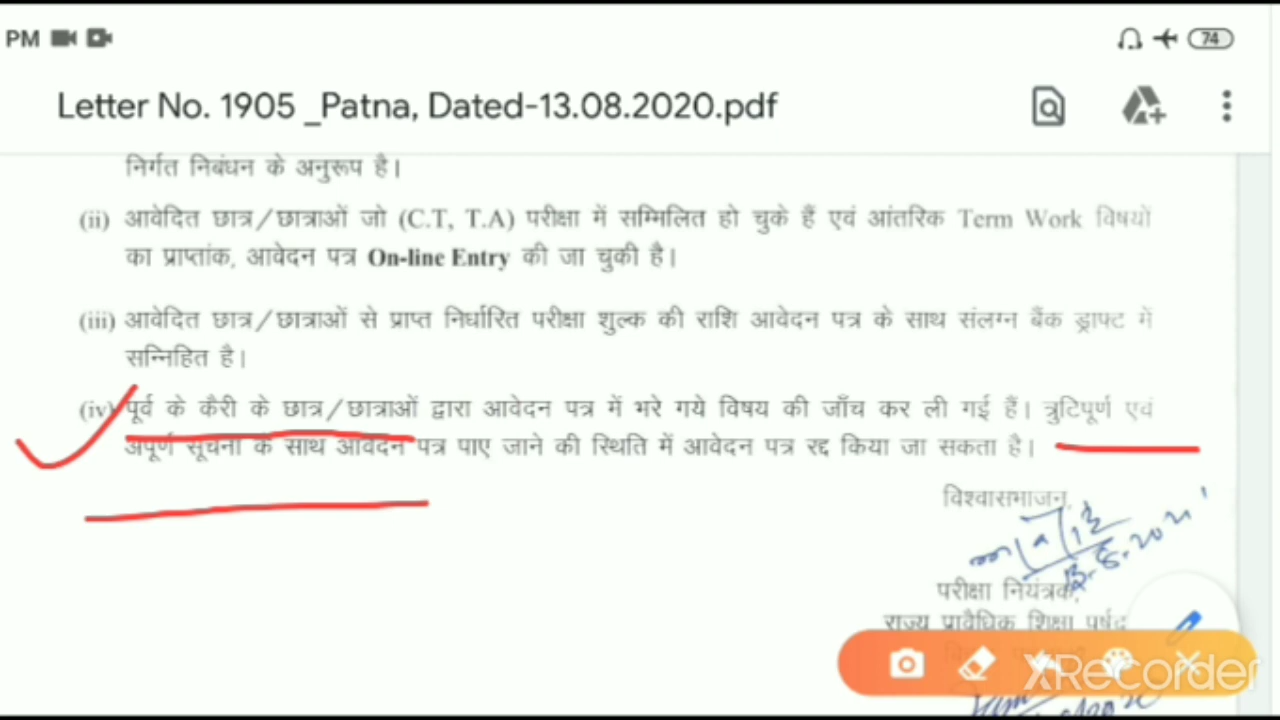 PM 74
Letter No. 1905 _Patna, Dated-13.08.2020.pdf
निर्गत निबंधन के अनुरूप है।
(ii) आवेदित छात्र/छात्राओं जो (C.T, T.A) परीक्षा में सम्मिलित हो चुके हैं एवं आंतरिक Term Work विषयों
का प्राप्तांक, आवेदन पत्र On-line Entry की जा चुकी है।
(iii) आवेदित छात्र/छात्राओं से प्राप्त निर्धारित परीक्षा शुल्क की राशि आवेदन पत्र के साथ संलग्न बैंक ड्राफ्ट में
सन्निहित है।
(iv) पूर्व के कैरी के छात्र/छात्राओं द्वारा आवेदन पत्र में भरे गये विषय की जाँच कर ली गई हैं। त्रुटिपूर्ण एवं
अपूर्ण सूचना के साथ आवेदन पत्र पाए जाने की स्थिति में आवेदन पत्र रद्द किया जा सकता है।
विश्वासभाजन,
परीक्षा नियंत्रक,
राज्य प्रावैधिक शिक्षा पर्षद
XRecorder